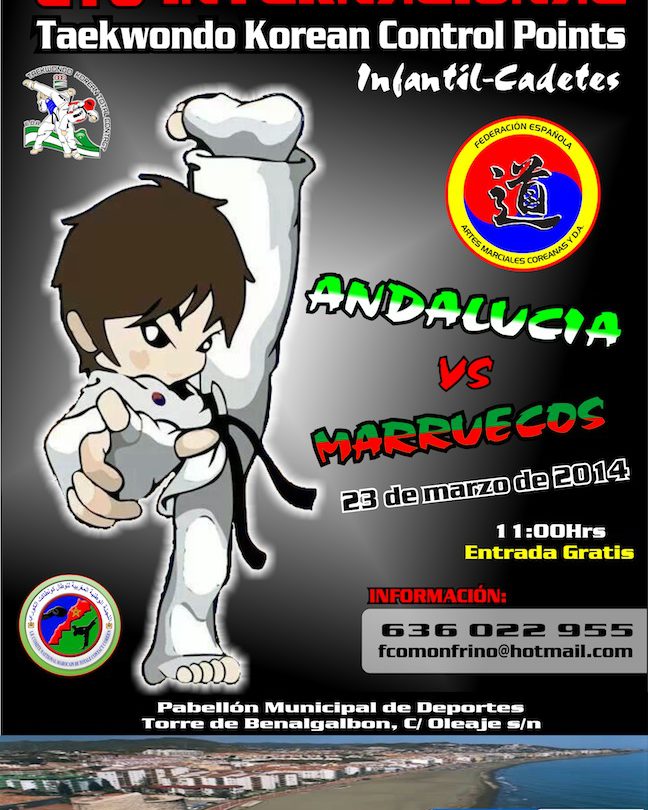 INTERNACIONAL
Taekwondo Korean Control Points
Infantíl-Cadetes
FEDERACIÓN ESPAÑOLA
道
ARTES MARCIALES COREANAS Y D.A.
ANDALUCIA
VS
MARRUECOS
23 de marzo de 2014
11:00Hrs
Entrada Gratis
INFORMACIÓN:
636 022 955
fcomonfrino@hotmail.com
Pabellón Municipal de Deportes
Torre de Benalgalbon, C/ Oleaje s/n